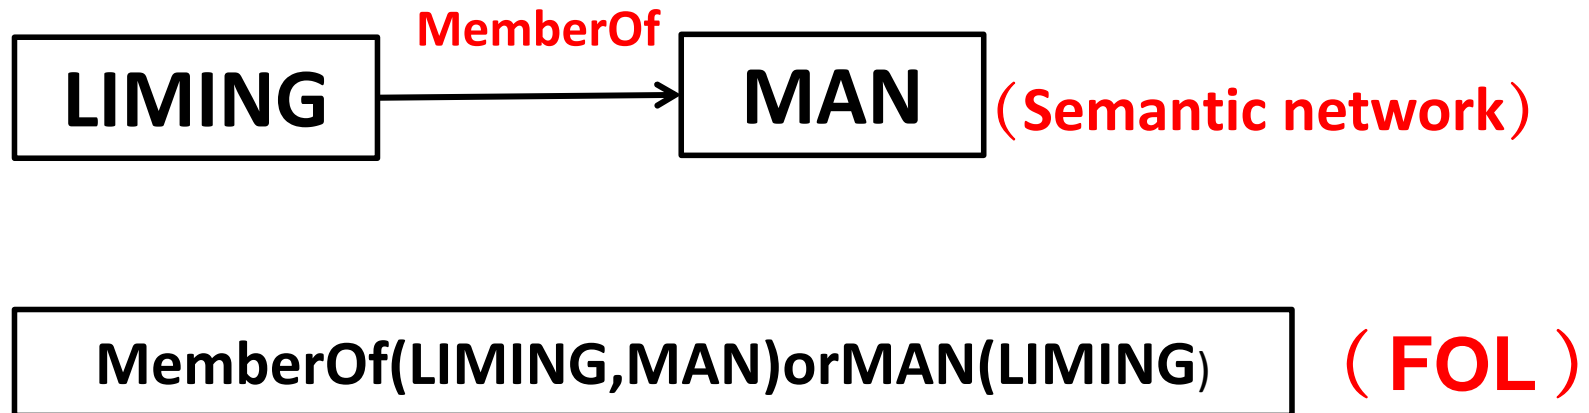 MemberOf
LIMING MAN （Semantic network）
MemberOf(LIMING,MAN)orMAN(LIMING) （ FOL ）